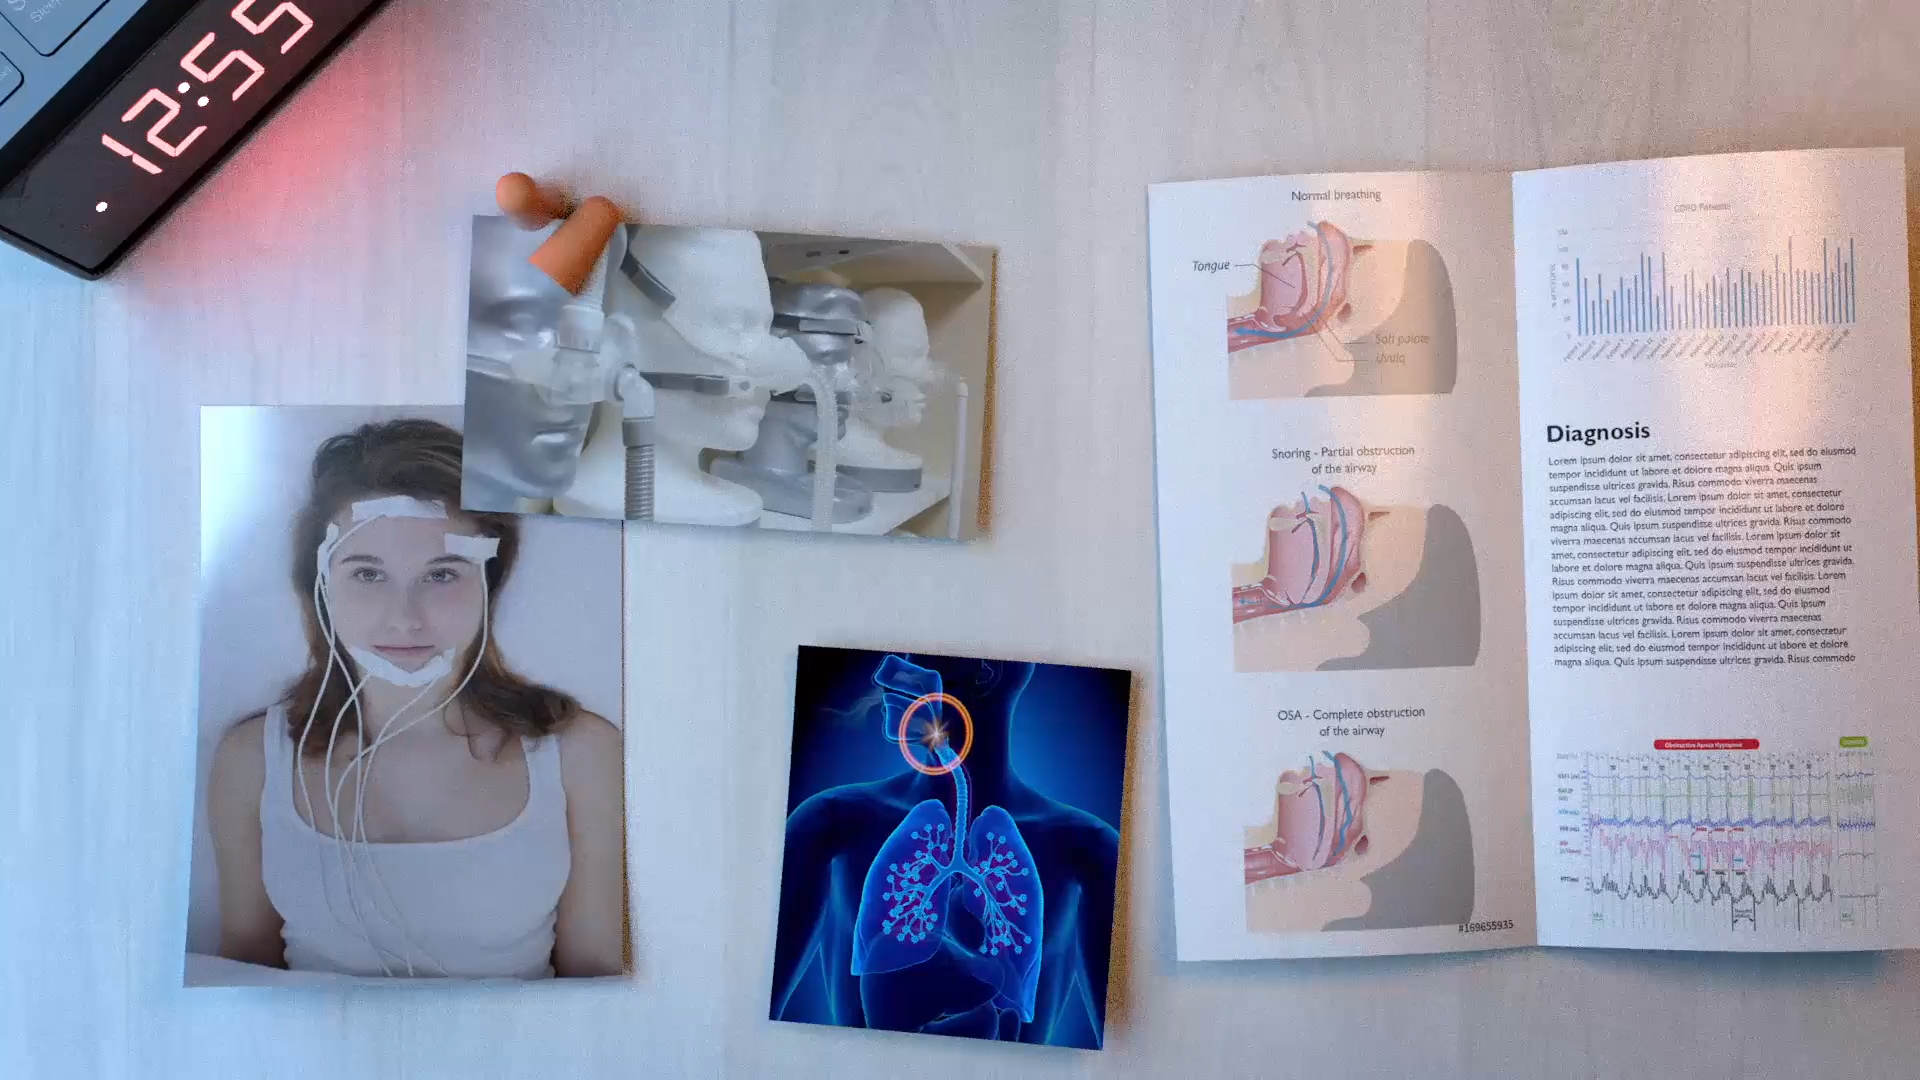 12:55
Normal breathing
Tongue
Soft palate
Uvula
Snoring - Partial obstruction
of the airway
OSA - Complete obstruction
of the airway
#169655935
COPD Patients
Diagnosis
Lorem ipsum dolor sit amet, consectetur adipiscing elit, sed do eiusmod
tempor incididunt ut labore et dolore magna aliqua. Quis ipsum
suspendisse ultrices gravida. Risus commodo viverra maecenas
accumsan lacus vel facilisis. Lorem ipsum dolor sit amet, consectetur
adipiscing elit, sed do eiusmod tempor incididunt ut labore et dolore
magna aliqua. Quis ipsum suspendisse ultrices gravida. Risus commodo
viverra maecenas accumsan lacus vel facilisis. Lorem ipsum dolor sit
amet, consectetur adipiscing elit, sed do eiusmod tempor incididunt ut
labore et dolore magna aliqua. Quis ipsum suspendisse ultrices gravida.
Risus commodo viverra maecenas accumsan lacus vel facilisis. Lorem
ipsum dolor sit amet, consectetur adipiscing elit, sed do eiusmod
tempor incididunt ut labore et dolore magna aliqua. Quis ipsum
suspendisse ultrices gravida. Risus commodo viverra maecenas
accumsan lacus vel facilisis. Lorem ipsum dolor sit amet, consectetur
adipiscing elit, sed do eiusmod tempor incididunt ut labore et dolore
magna aliqua. Quis ipsum suspendisse ultrices gravida. Risus commodo
Obstructive Apnea Hypopnea